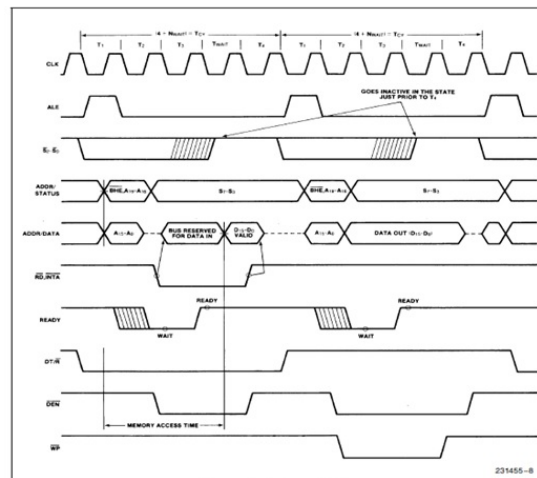 (4 + NWAIT) = TCY
(4 + NWAIT) = TCY
T1 T2 T3 TWAIT T4 T1 T2 T3 TWAIT T4
CLK
GOES INACTIVE IN THE STATE
JUST PRIOR TO T4
ALE
S2-S0
ADDR/
STATUS
BHE,A19-A16
S7-S3
BHE,A19-A16
S7-S3
ADDR/DATA
A15-A0
BUS RESERVED
FOR DATA IN
D15-D0
VALID
A15-A0
DATA OUT (D15-D0)
RD,INTA
READY
READY
READY
WAIT
WAIT
DT/R
DEN
MEMORY ACCESS TIME
WP
231455-8